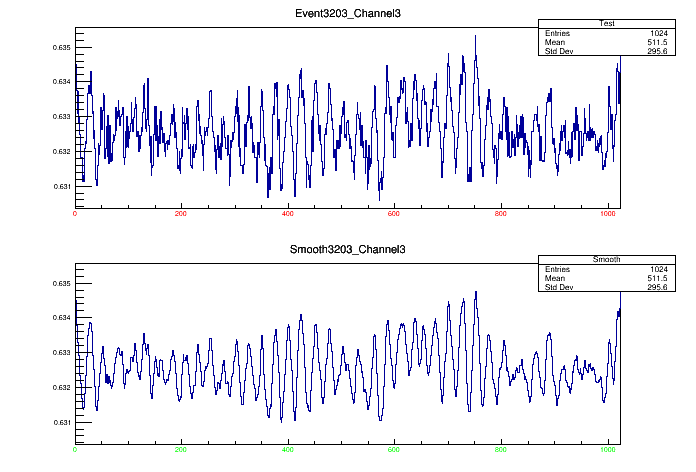 Event3203_Channel3
Test
Entries 1024
Mean 511.5
Std Dev 295.6
0.635
0.634
0.633
0.632
0.631
0 200 400 600 800 1000
Smooth3203_Channel3
Smooth
Entries 1024
Mean 511.5
Std Dev 295.6
0.635
0.634
0.633
0.632
0.631
0 200 400 600 800 1000